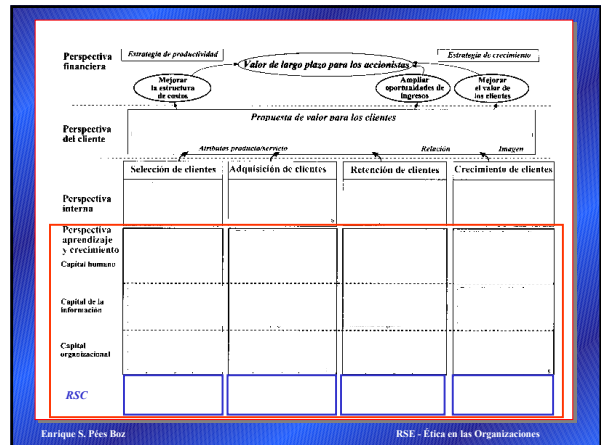 Perspectiva
financiera
Estrategia de productividad
Estrategia de crecimiento
Valor de largo plazo para los accionistas
Mejorar
la estructura
de costos
Ampliar
oportunidades de
ingresos
Mejorar
el valor de
los clientes
Perspectiva
del cliente
Propuesta de valor para los clientes
Atributos producto/servicio
Relación
Imagen
Selección de clientes
Adquisición de clientes
Retención de clientes
Crecimiento de clientes
Perspectiva
interna
Perspectiva
aprendizaje
y crecimiento
Capital humano
Capital de la
información
Capital
organizacional
RSC
Enrique S. Pées Boz
RSE - Ética en las Organizaciones